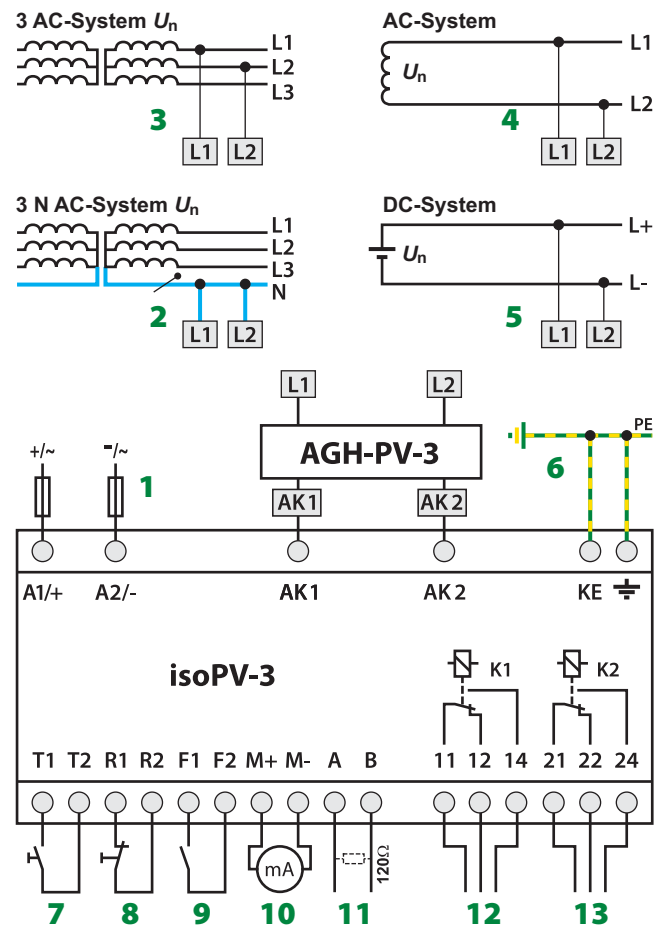 3 AC-System Un
AC-System
L1
L2
L3
3
L1 L2
Un
L1
L2
4
L1 L2
3 N AC-System Un
DC-System
L1
L2
L3
N
2
L1 L2
Un
L+
L-
5
L1 L2
L1 L2
AGH-PV-3
AK1 AK2
+/~ -/~
1
PE
6
A1/+ A2/- AK1 AK2 KE
isoPV-3
K1 K2
T1 T2 R1 R2 F1 F2 M+ M- A B 11 12 14 21 22 24
mA
120Ω
7 8 9 10 11 12 13